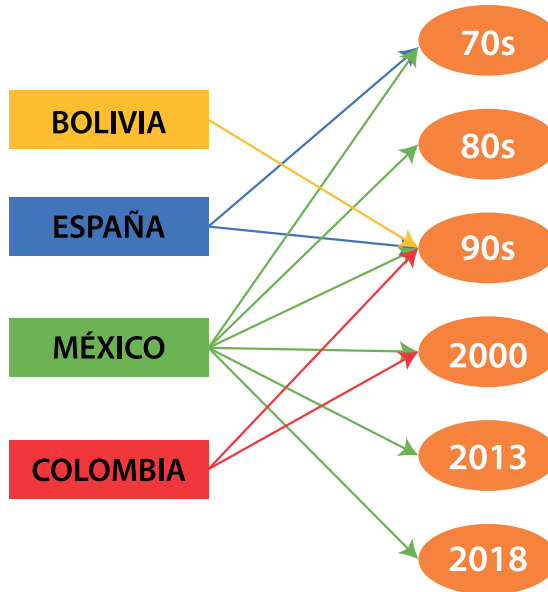 BOLIVIA
ESPAÑA
MÉXICO
COLOMBIA
70s
80s
90s
2000
2013
2018